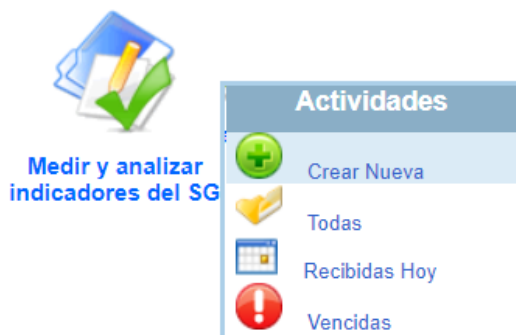 Medir y analizar
indicadores del SG
Actividades
Crear Nueva
Todas
Recibidas Hoy
Vencidas